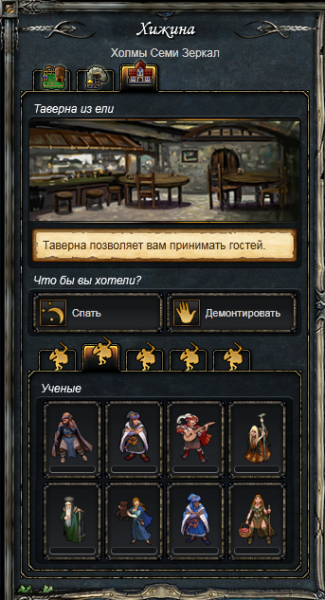 Хижина
Холмы Семи Зеркал
Таверна из ели
Таверна позволяет вам принимать гостей.
Что бы вы хотели?
Спать
Демонтировать
Ученые